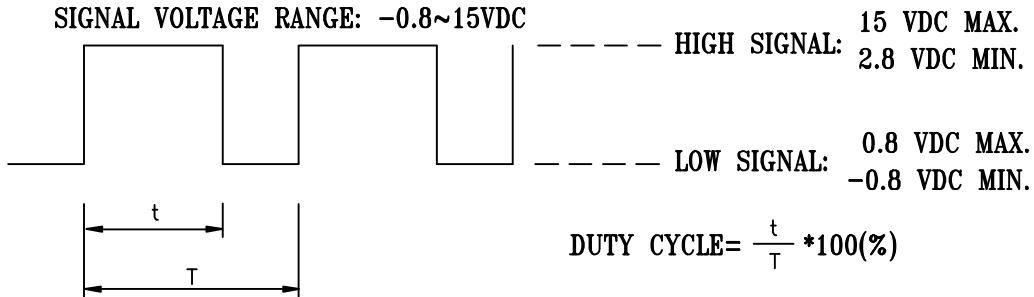 SIGNAL VOLTAGE RANGE: -0.8~15VDC
HIGH SIGNAL: 15 VDC MAX.
2.8 VDC MIN.
LOW SIGNAL: 0.8 VDC MAX.
-0.8 VDC MIN.
t
T
DUTY CYCLE= t/T *100(%)